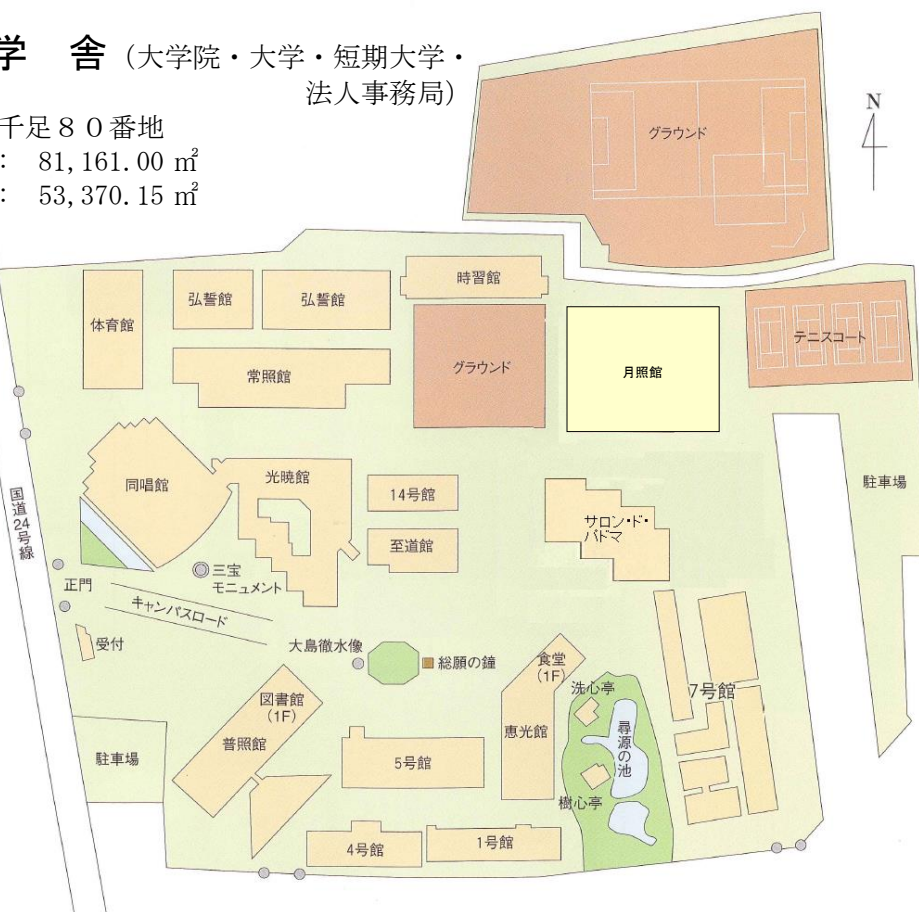 学 舎 (大学院・大学・短期大学・
法人事務局)
千足80番地
: 81,161.00 ㎡
: 53,370.15 ㎡
N
グラウンド
時習館
弘誓館
弘誓館
体育館
テニスコート
常照館
グラウンド
月照館
同唱館
光暁館
14号館
駐車場
国道24号線
サロン・ド・
パドマ
至道館
三宝
モニュメント
正門
キャンパスロード
受付
大島徹水像
総願の鐘
食堂
(1F)
洗心亭
7号館
図書館
(1F)
普照館
恵光館
尋源の池
駐車場
5号館
樹心亭
4号館
1号館